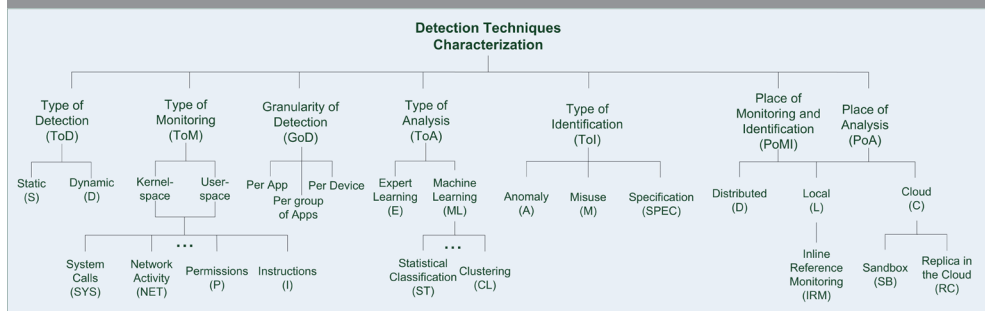 Detection Techniques
Characterization
Type of
Detection
(ToD)
Type of
Monitoring
(ToM)
Granularity of
Detection
(GoD)
Type of
Analysis
(ToA)
Type of
Identification
(ToI)
Place of
Monitoring and
Identification
(PoMI)
Place of
Analysis
(PoA)
Static
(S)
Dynamic
(D)
Kernel-
space
User-
space
Per App
Per group
of Apps
Per Device
Expert
Learning
(E)
Machine
Learning
(ML)
Anomaly
(A)
Misuse
(M)
Specification
(SPEC)
Distributed
(D)
Local
(L)
Cloud
(C)
System
Calls
(SYS)
Network
Activity
(NET)
...
Permissions
(P)
Instructions
(I)
Statistical
Classification
(ST)
...
Clustering
(CL)
Inline
Reference
Monitoring
(IRM)
Sandbox
(SB)
Replica in
the Cloud
(RC)